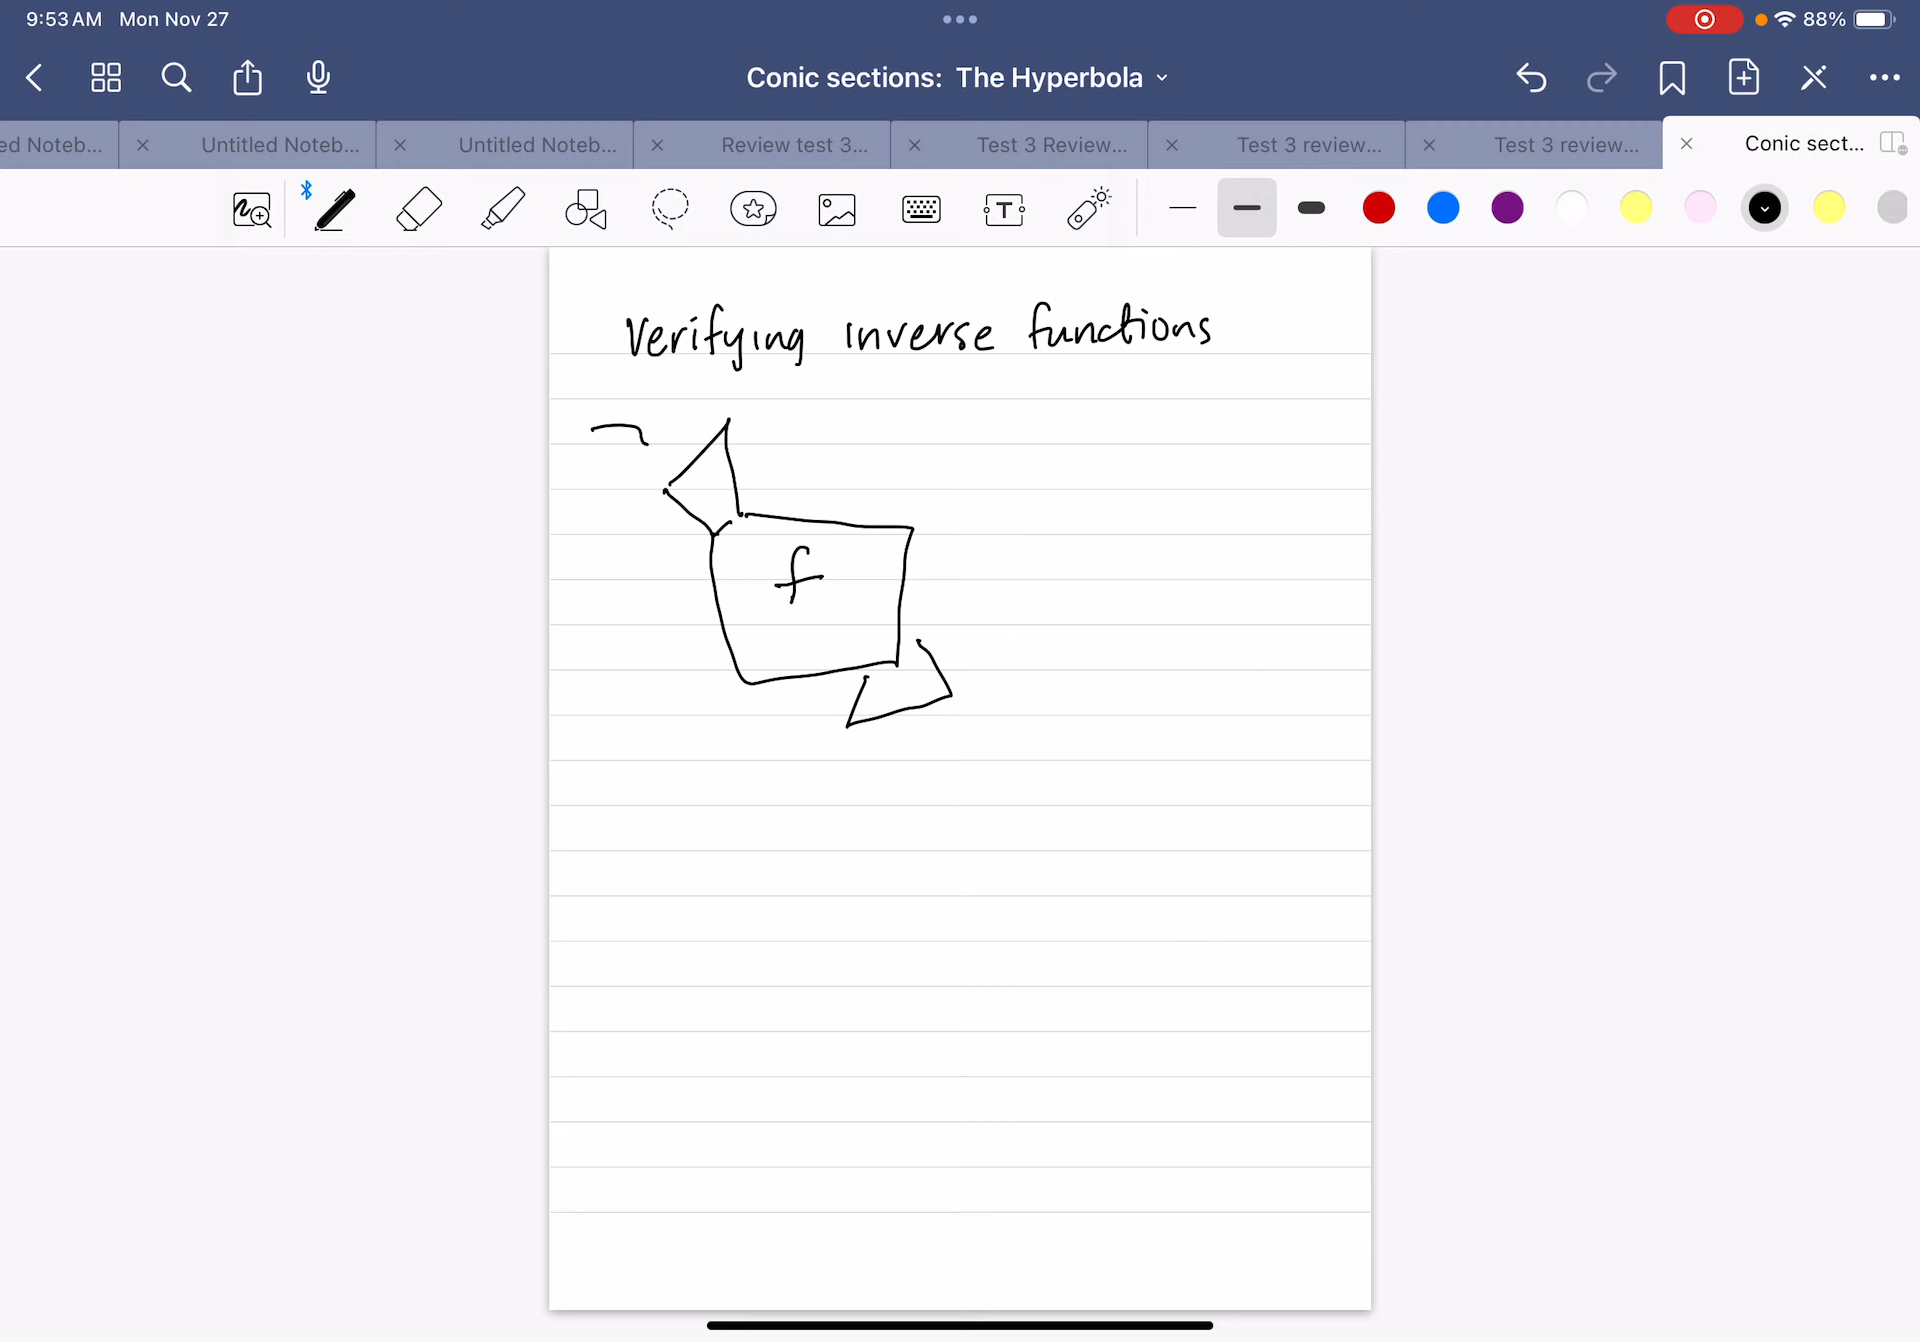 9:53 AM Mon Nov 27
88%
Conic sections: The Hyperbola
ed Noteb... Untitled Noteb... Untitled Noteb... Review test 3... Test 3 Review... Test 3 review... Test 3 review... Conic sect...
T
Verifying inverse functions
f